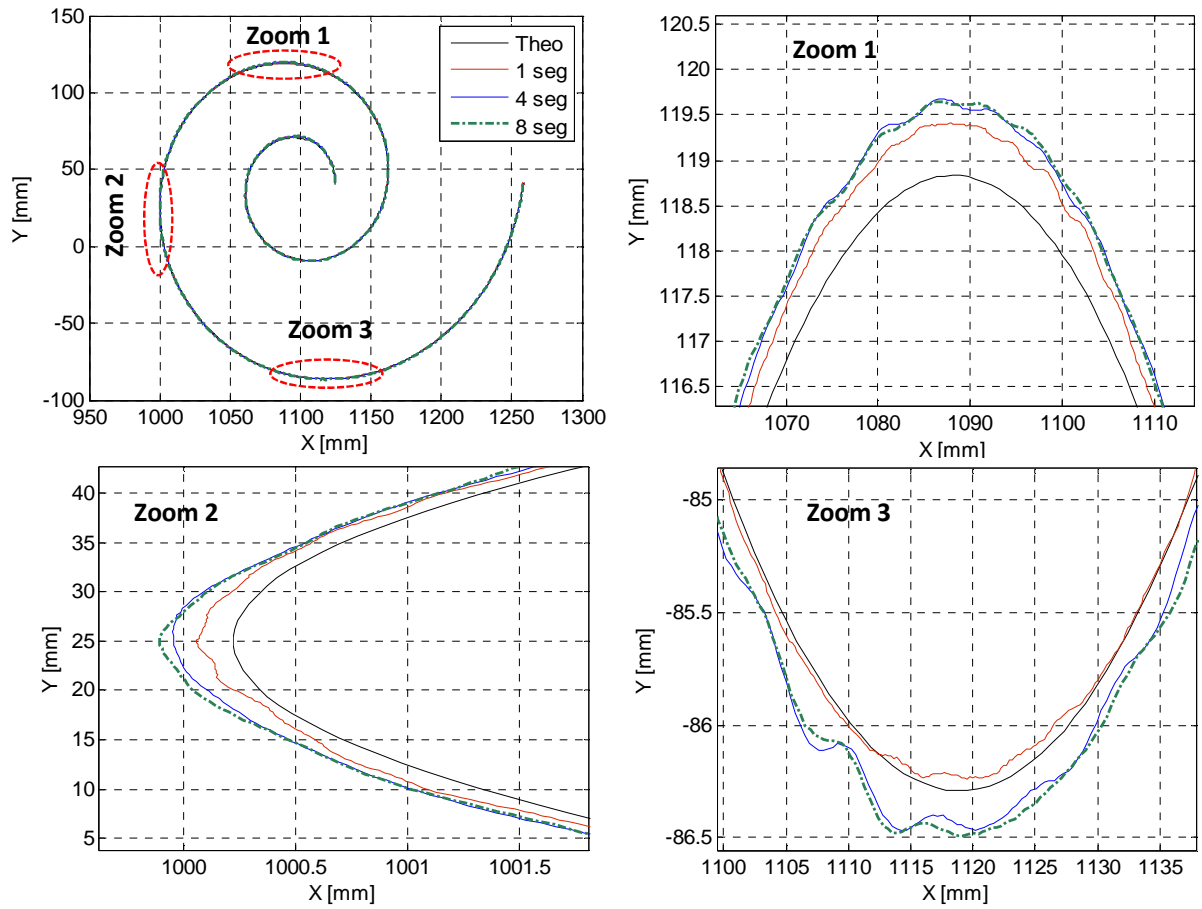 150
100
50
0
-50
-100
Y [mm]
950 1000 1050 1100 1150 1200 1250 1300
X [mm]
Zoom 1
Zoom 2
Zoom 3
Theo
1 seg
4 seg
8 seg
Zoom 1
120.5
120
119.5
119
118.5
118
117.5
117
116.5
Y [mm]
1070 1080 1090 1100 1110
X [mm]
Zoom 2
40
35
30
25
20
15
10
5
Y [mm]
1000 1000.5 1001 1001.5
X [mm]
Zoom 3
-85
-85.5
-86
-86.5
Y [mm]
1100 1105 1110 1115 1120 1125 1130 1135
X [mm]